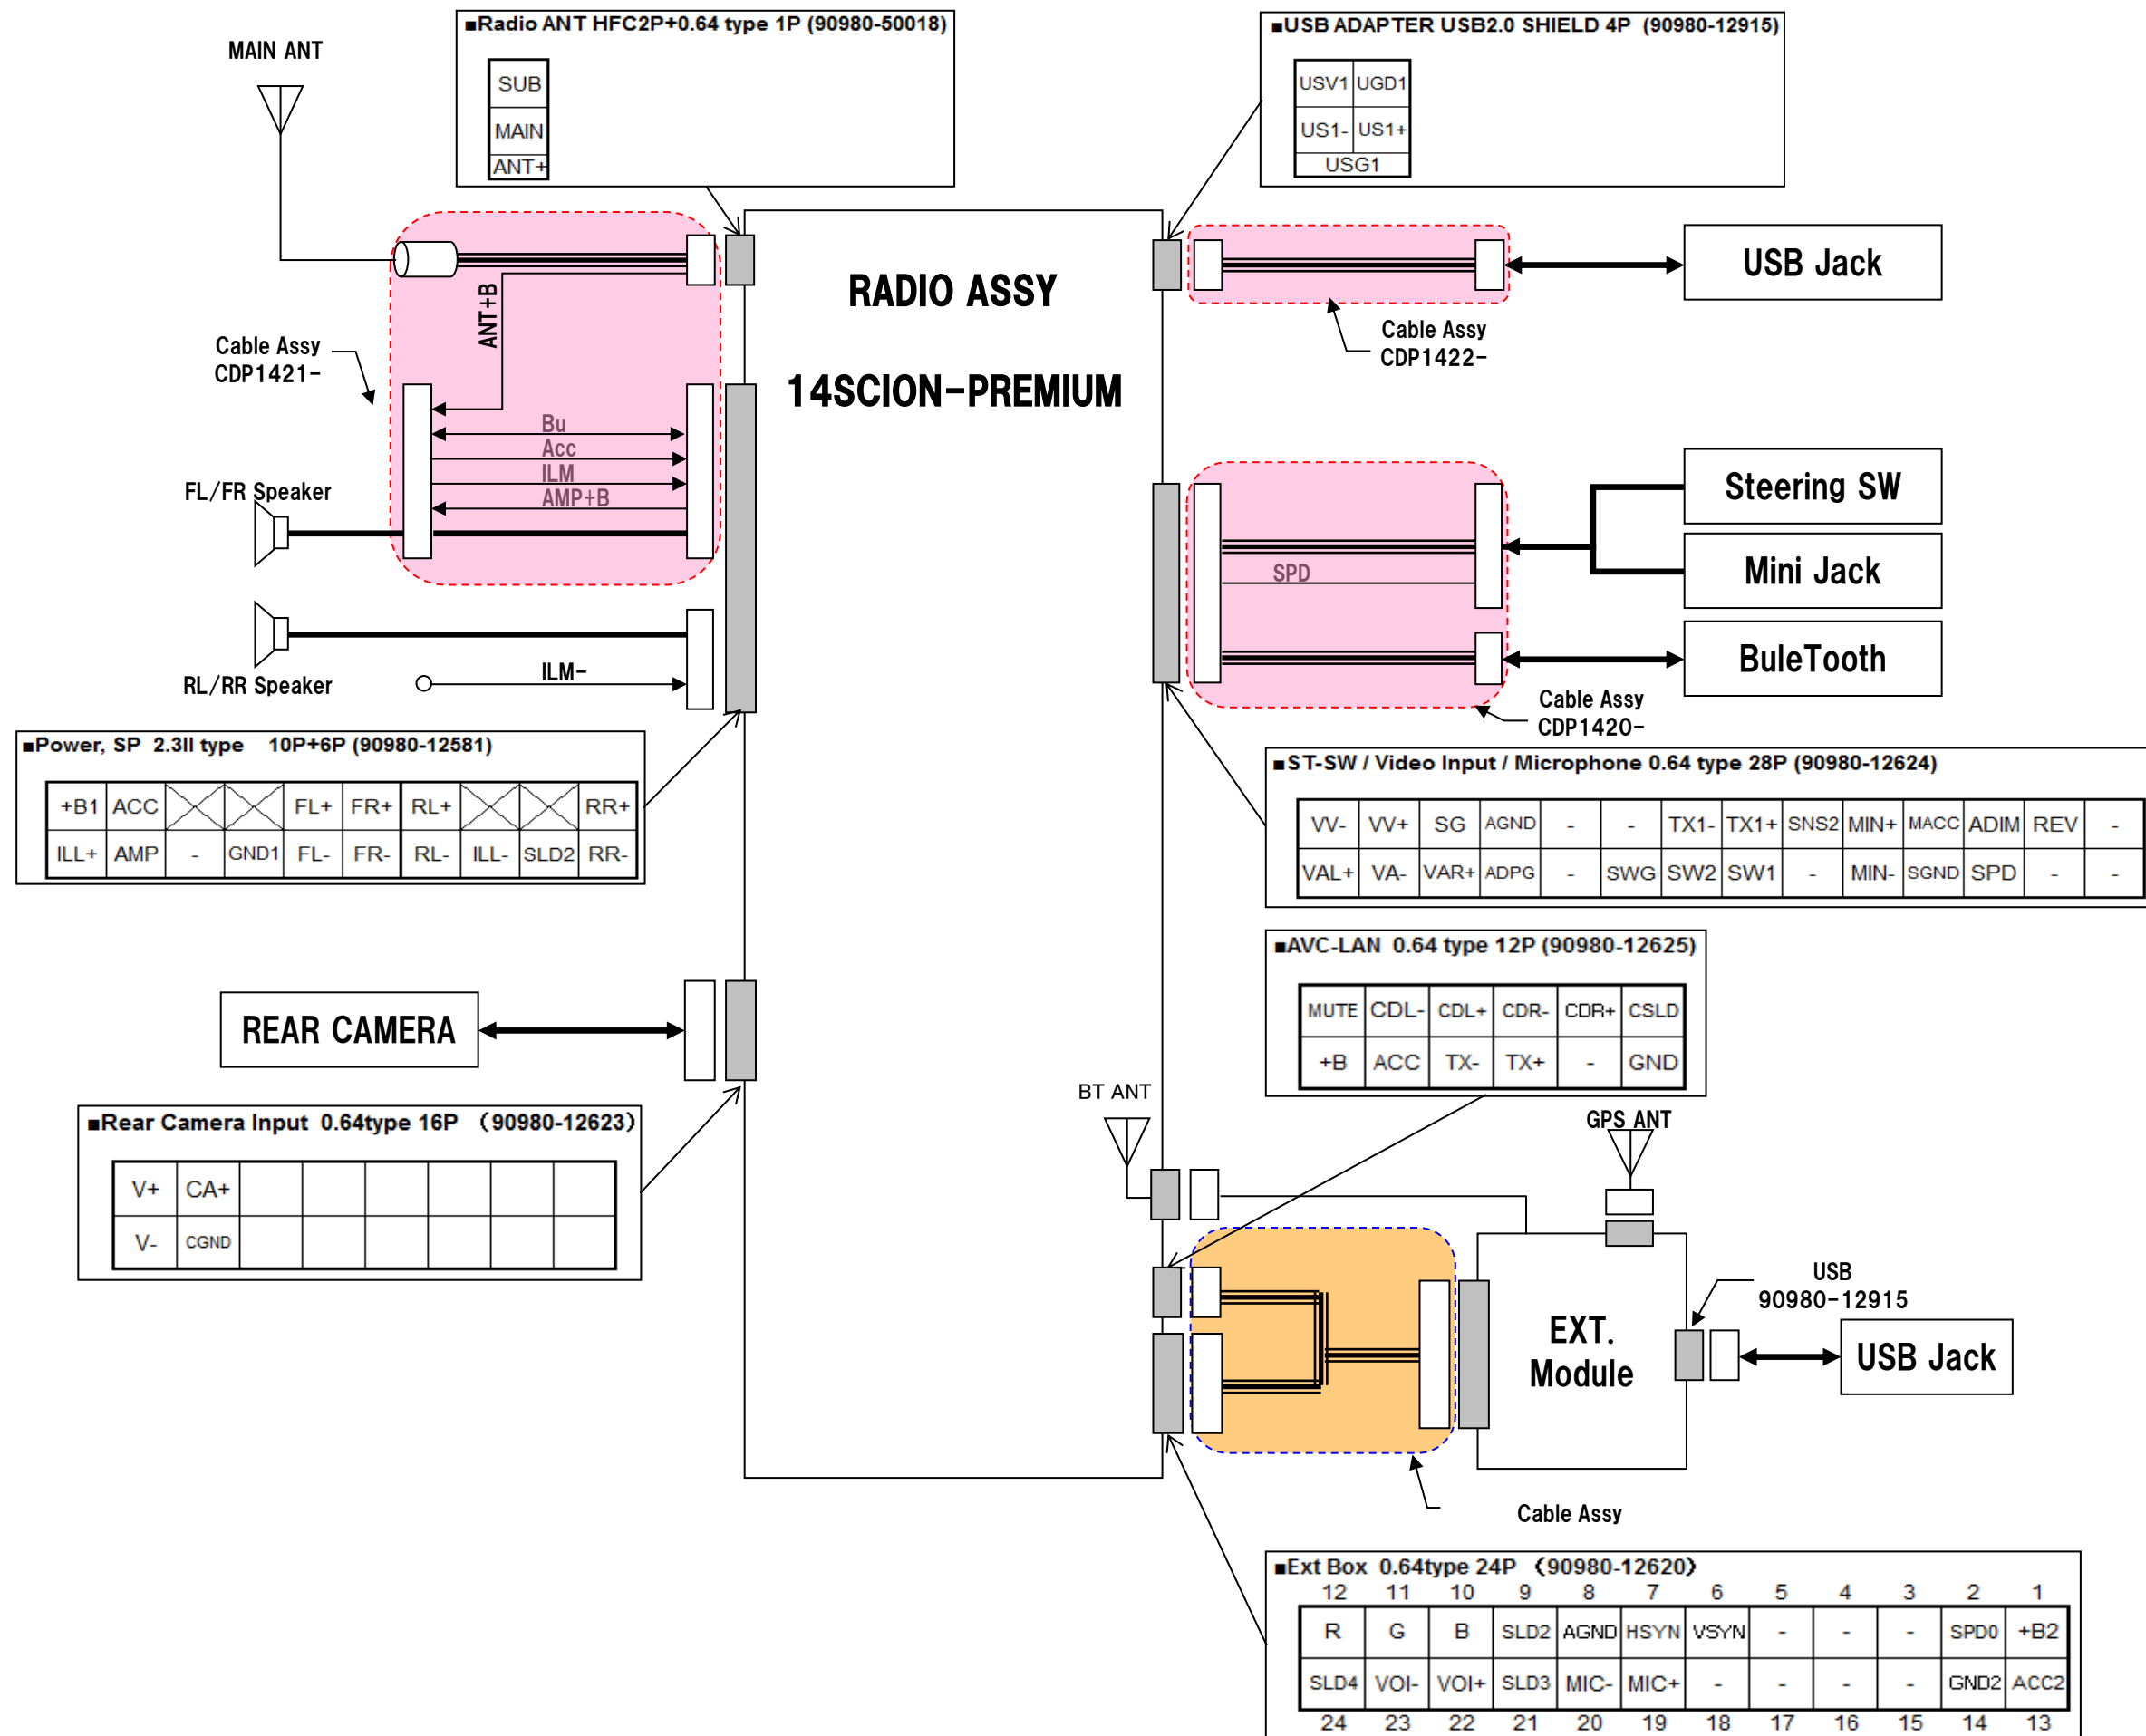 ■Radio ANT HFC2P+0.64 type 1P (90980-50018)
SUB
MAIN
ANT+
■USB ADAPTER USB2.0 SHIELD 4P (90980-12915)
USV1 UGD1
US1- US1+
USG1
MAIN ANT
RADIO ASSY
14SCION-PREMIUM
USB Jack
Cable Assy
CDP1422-
ANT+B
Cable Assy
CDP1421-
Bu
Acc
ILM
AMP+B
FL/FR Speaker
RL/RR Speaker
ILM-
Steering SW
SPD
Mini Jack
BuleTooth
Cable Assy
CDP1420-
■Power, SP 2.3II type 10P+6P (90980-12581)
+B1 ACC FL+ FR+ RL+ RR+
ILL+ AMP - GND1 FL- FR- RL- ILL- SLD2 RR-
■ST-SW / Video Input / Microphone 0.64 type 28P (90980-12624)
VV- VV+ SG AGND - - TX1- TX1+ SNS2 MIN+ MACC ADIM REV -
VAL+ VA- VAR+ ADPG - SWG SW2 SW1 - MIN- SGND SPD - -
■AVC-LAN 0.64 type 12P (90980-12625)
MUTE CDL- CDL+ CDR- CDR+ CSLD
+B ACC TX- TX+ - GND
REAR CAMERA
■Rear Camera Input 0.64type 16P （90980-12623）
V+ CA+
V- CGND
BT ANT
GPS ANT
USB
90980-12915
EXT.
Module
USB Jack
Cable Assy
■Ext Box 0.64type 24P （90980-12620）
12 11 10 9 8 7 6 5 4 3 2 1
R G B SLD2 AGND HSYN VSYN - - - SPD0 +B2
SLD4 VOI- VOI+ SLD3 MIC- MIC+ - - - - GND2 ACC2
24 23 22 21 20 19 18 17 16 15 14 13